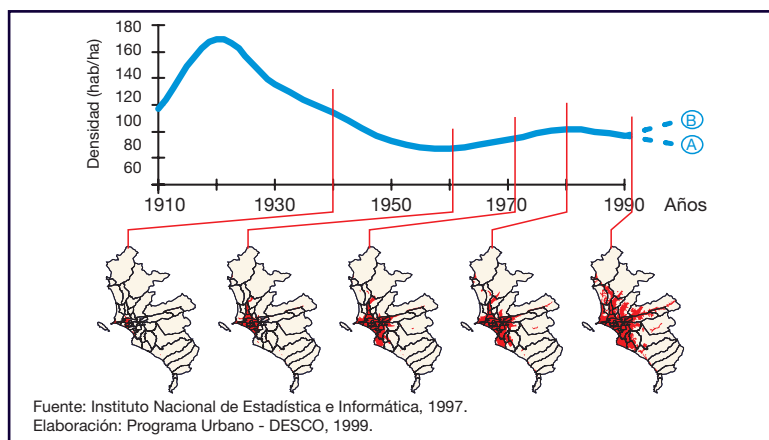 Densidad (hab/ha)
180
160
140
120
100
80
60
1910
1930
1950
1970
1990
Años
B
A
Fuente: Instituto Nacional de Estadística e Informática, 1997.
Elaboración: Programa Urbano - DESCO, 1999.